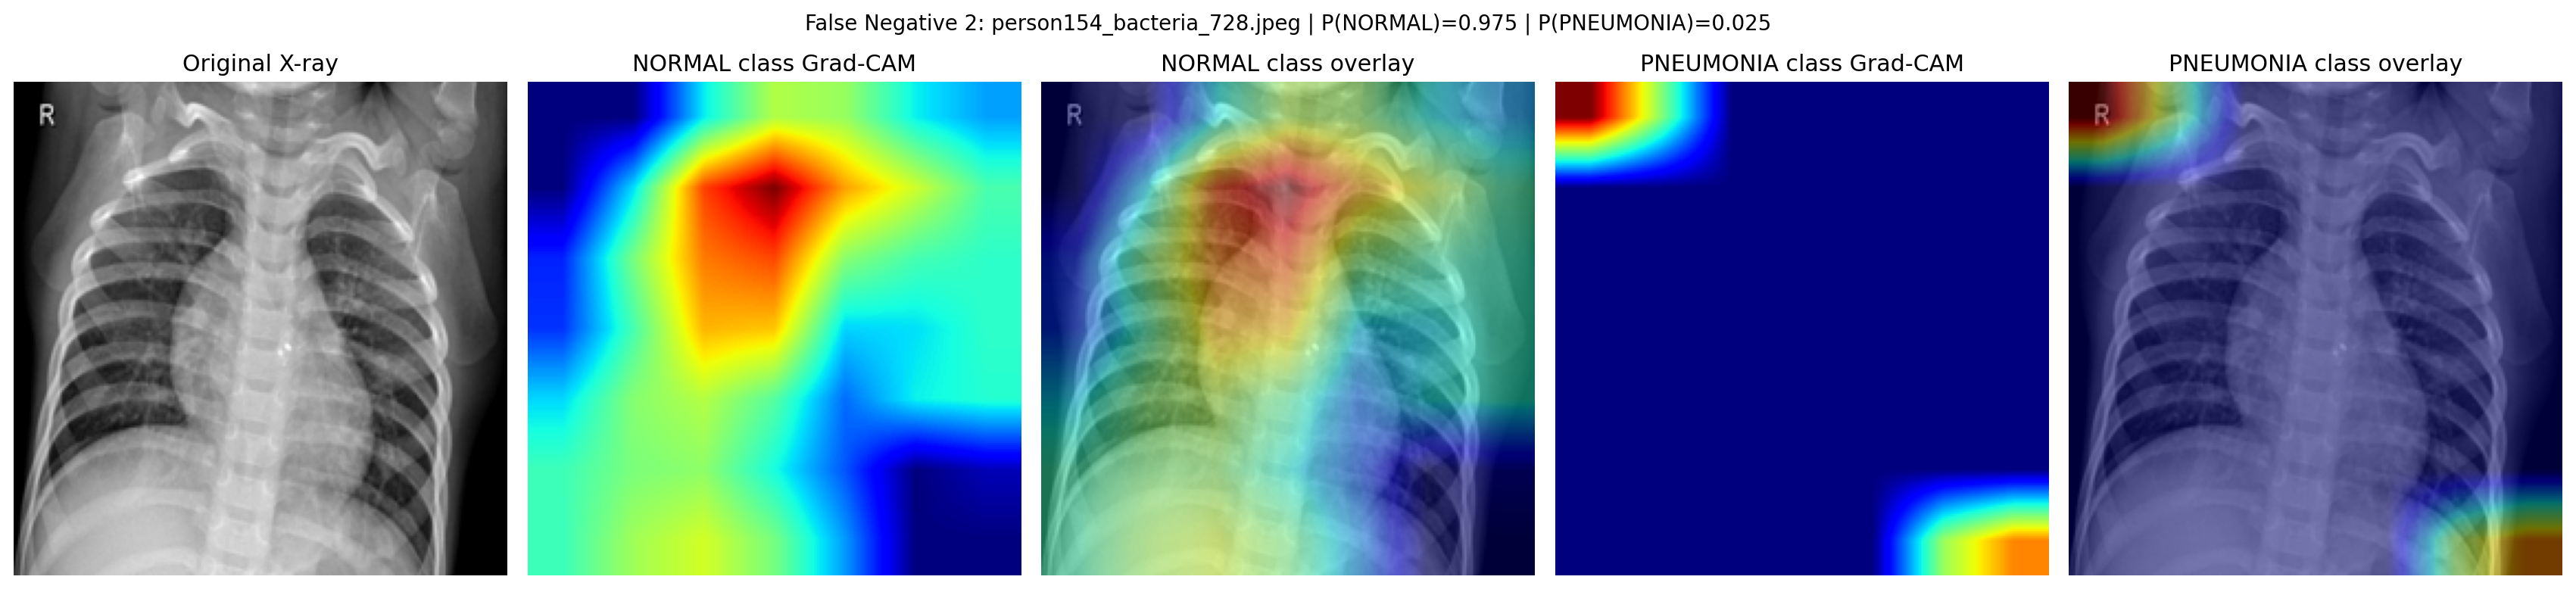 False Negative 2: person154_bacteria_728.jpeg | P(NORMAL)=0.975 | P(PNEUMONIA)=0.025
Original X-ray
NORMAL class Grad-CAM
NORMAL class overlay
PNEUMONIA class Grad-CAM
PNEUMONIA class overlay
R
R
R